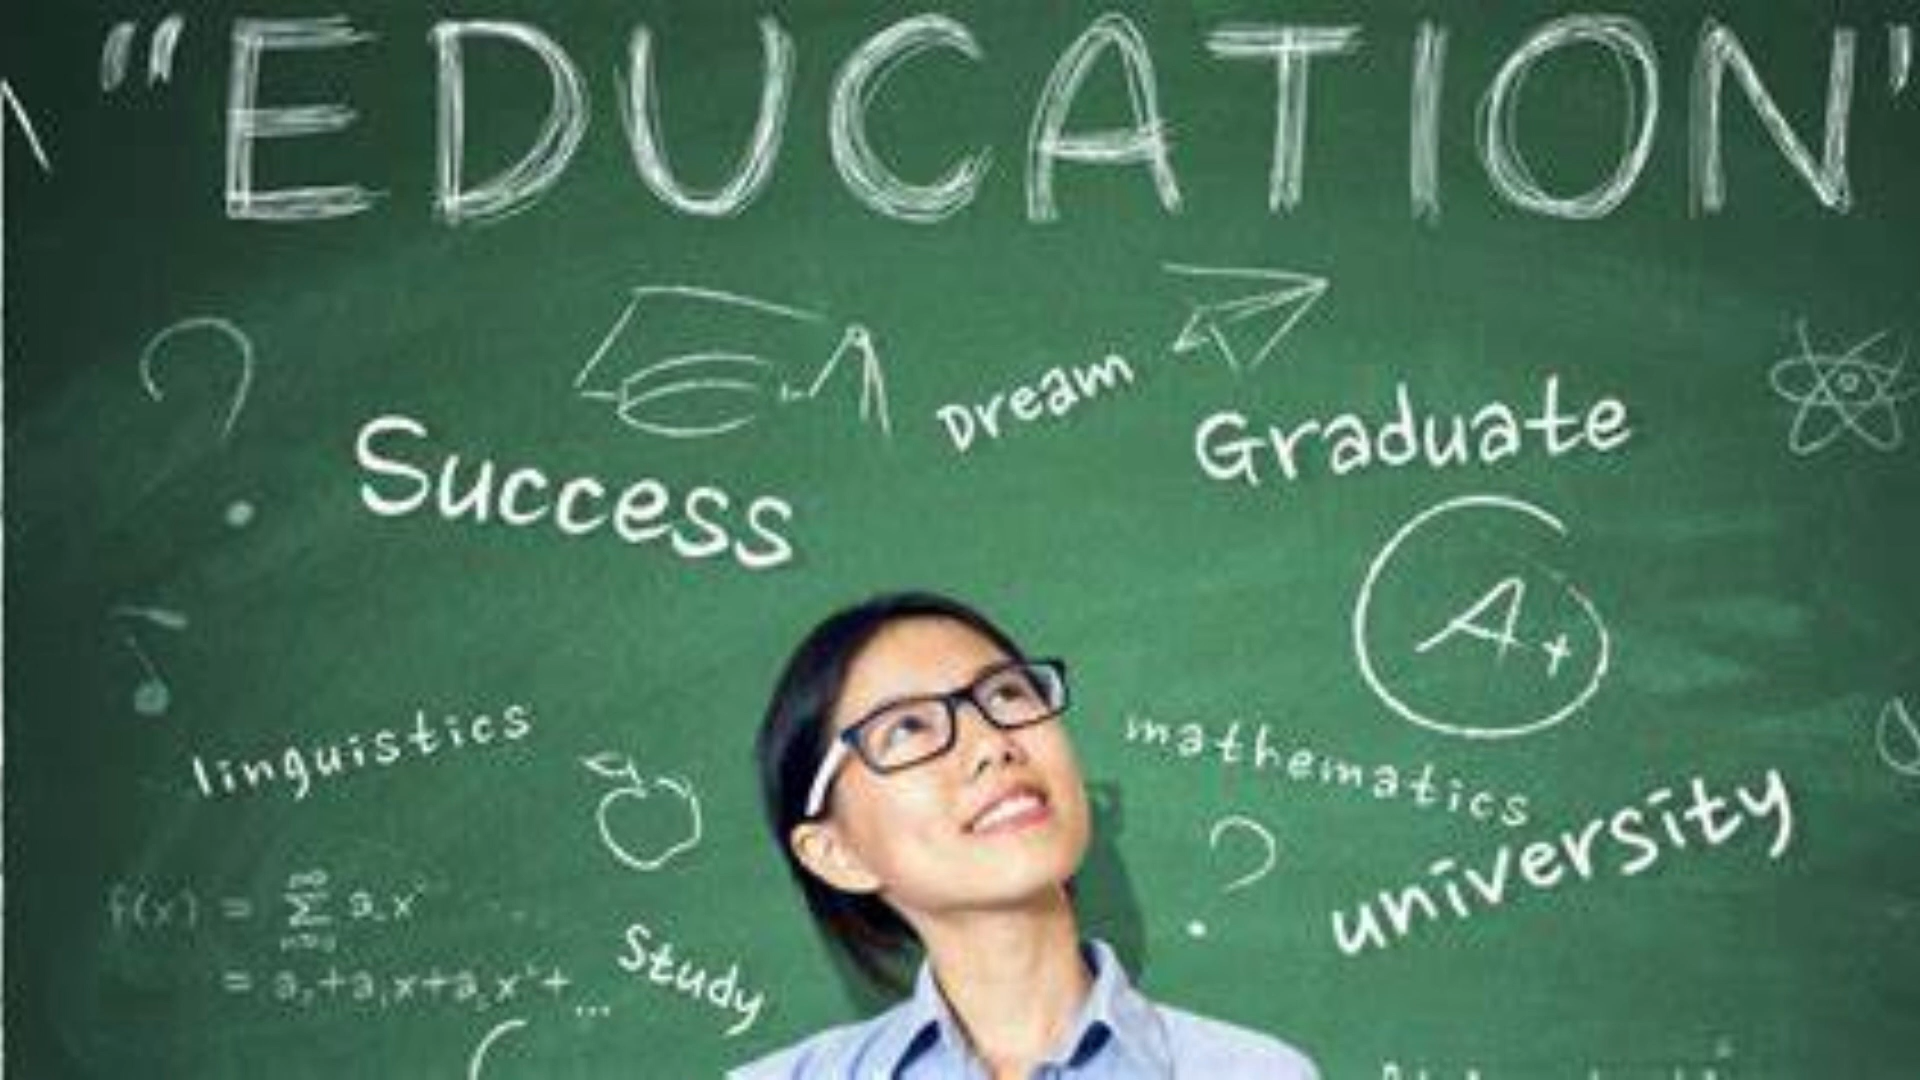 "EDUCATION"
Dream
Success
Graduate
A+
linguistics
mathematics
university
Study